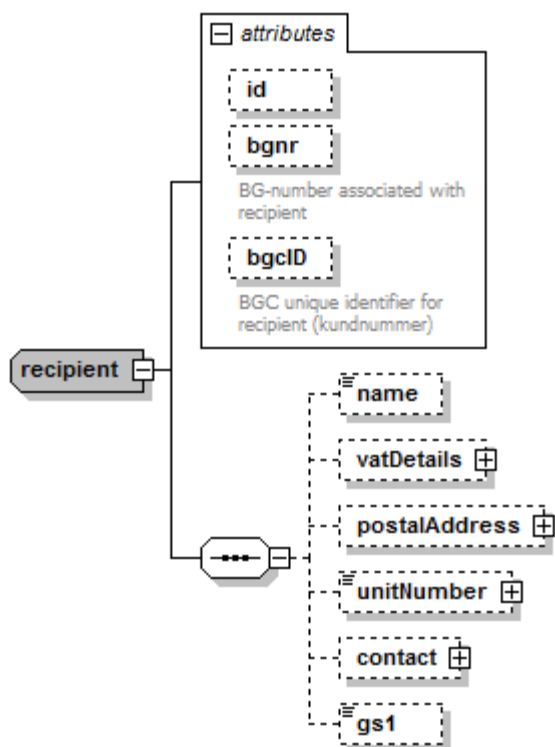 attributes
id
bgnr
BG-number associated with
recipient
bgcID
BGC unique identifier for
recipient (kundnummer)
recipient
name
vatDetails
postalAddress
unitNumber
contact
gs1